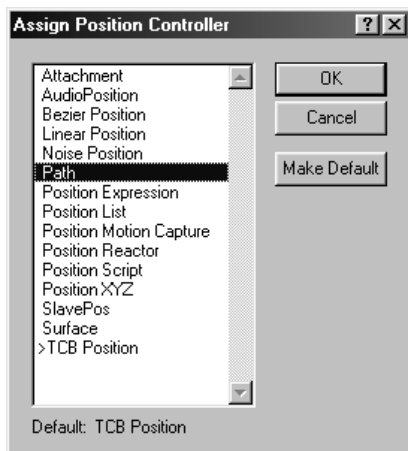 Assign Position Controller ? X
Attachment
AudioPosition
Bezier Position
Linear Position
Noise Position
Path
Position Expression
Position List
Position Motion Capture
Position Reactor
Position Script
Position XYZ
SlavePos
Surface
>TCB Position
OK
Cancel
Make Default
Default: TCB Position